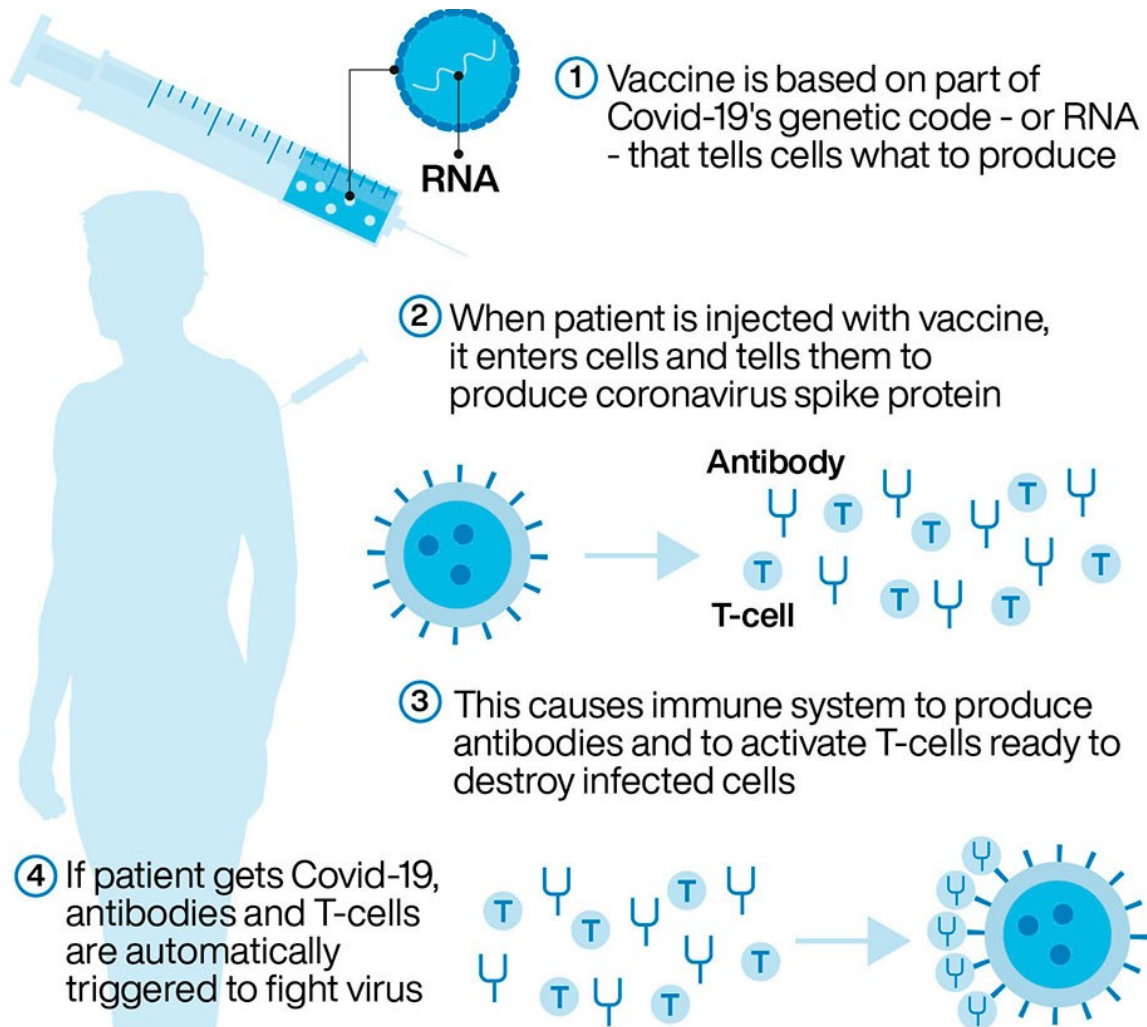 RNA
1 Vaccine is based on part of
Covid-19's genetic code - or RNA
- that tells cells what to produce
2 When patient is injected with vaccine,
it enters cells and tells them to
produce coronavirus spike protein
Antibody
T T
T
T T
T T
T-cell
3 This causes immune system to produce
antibodies and to activate T-cells ready to
destroy infected cells
4 If patient gets Covid-19,
antibodies and T-cells
are automatically
triggered to fight virus
T T
T
T T
T T